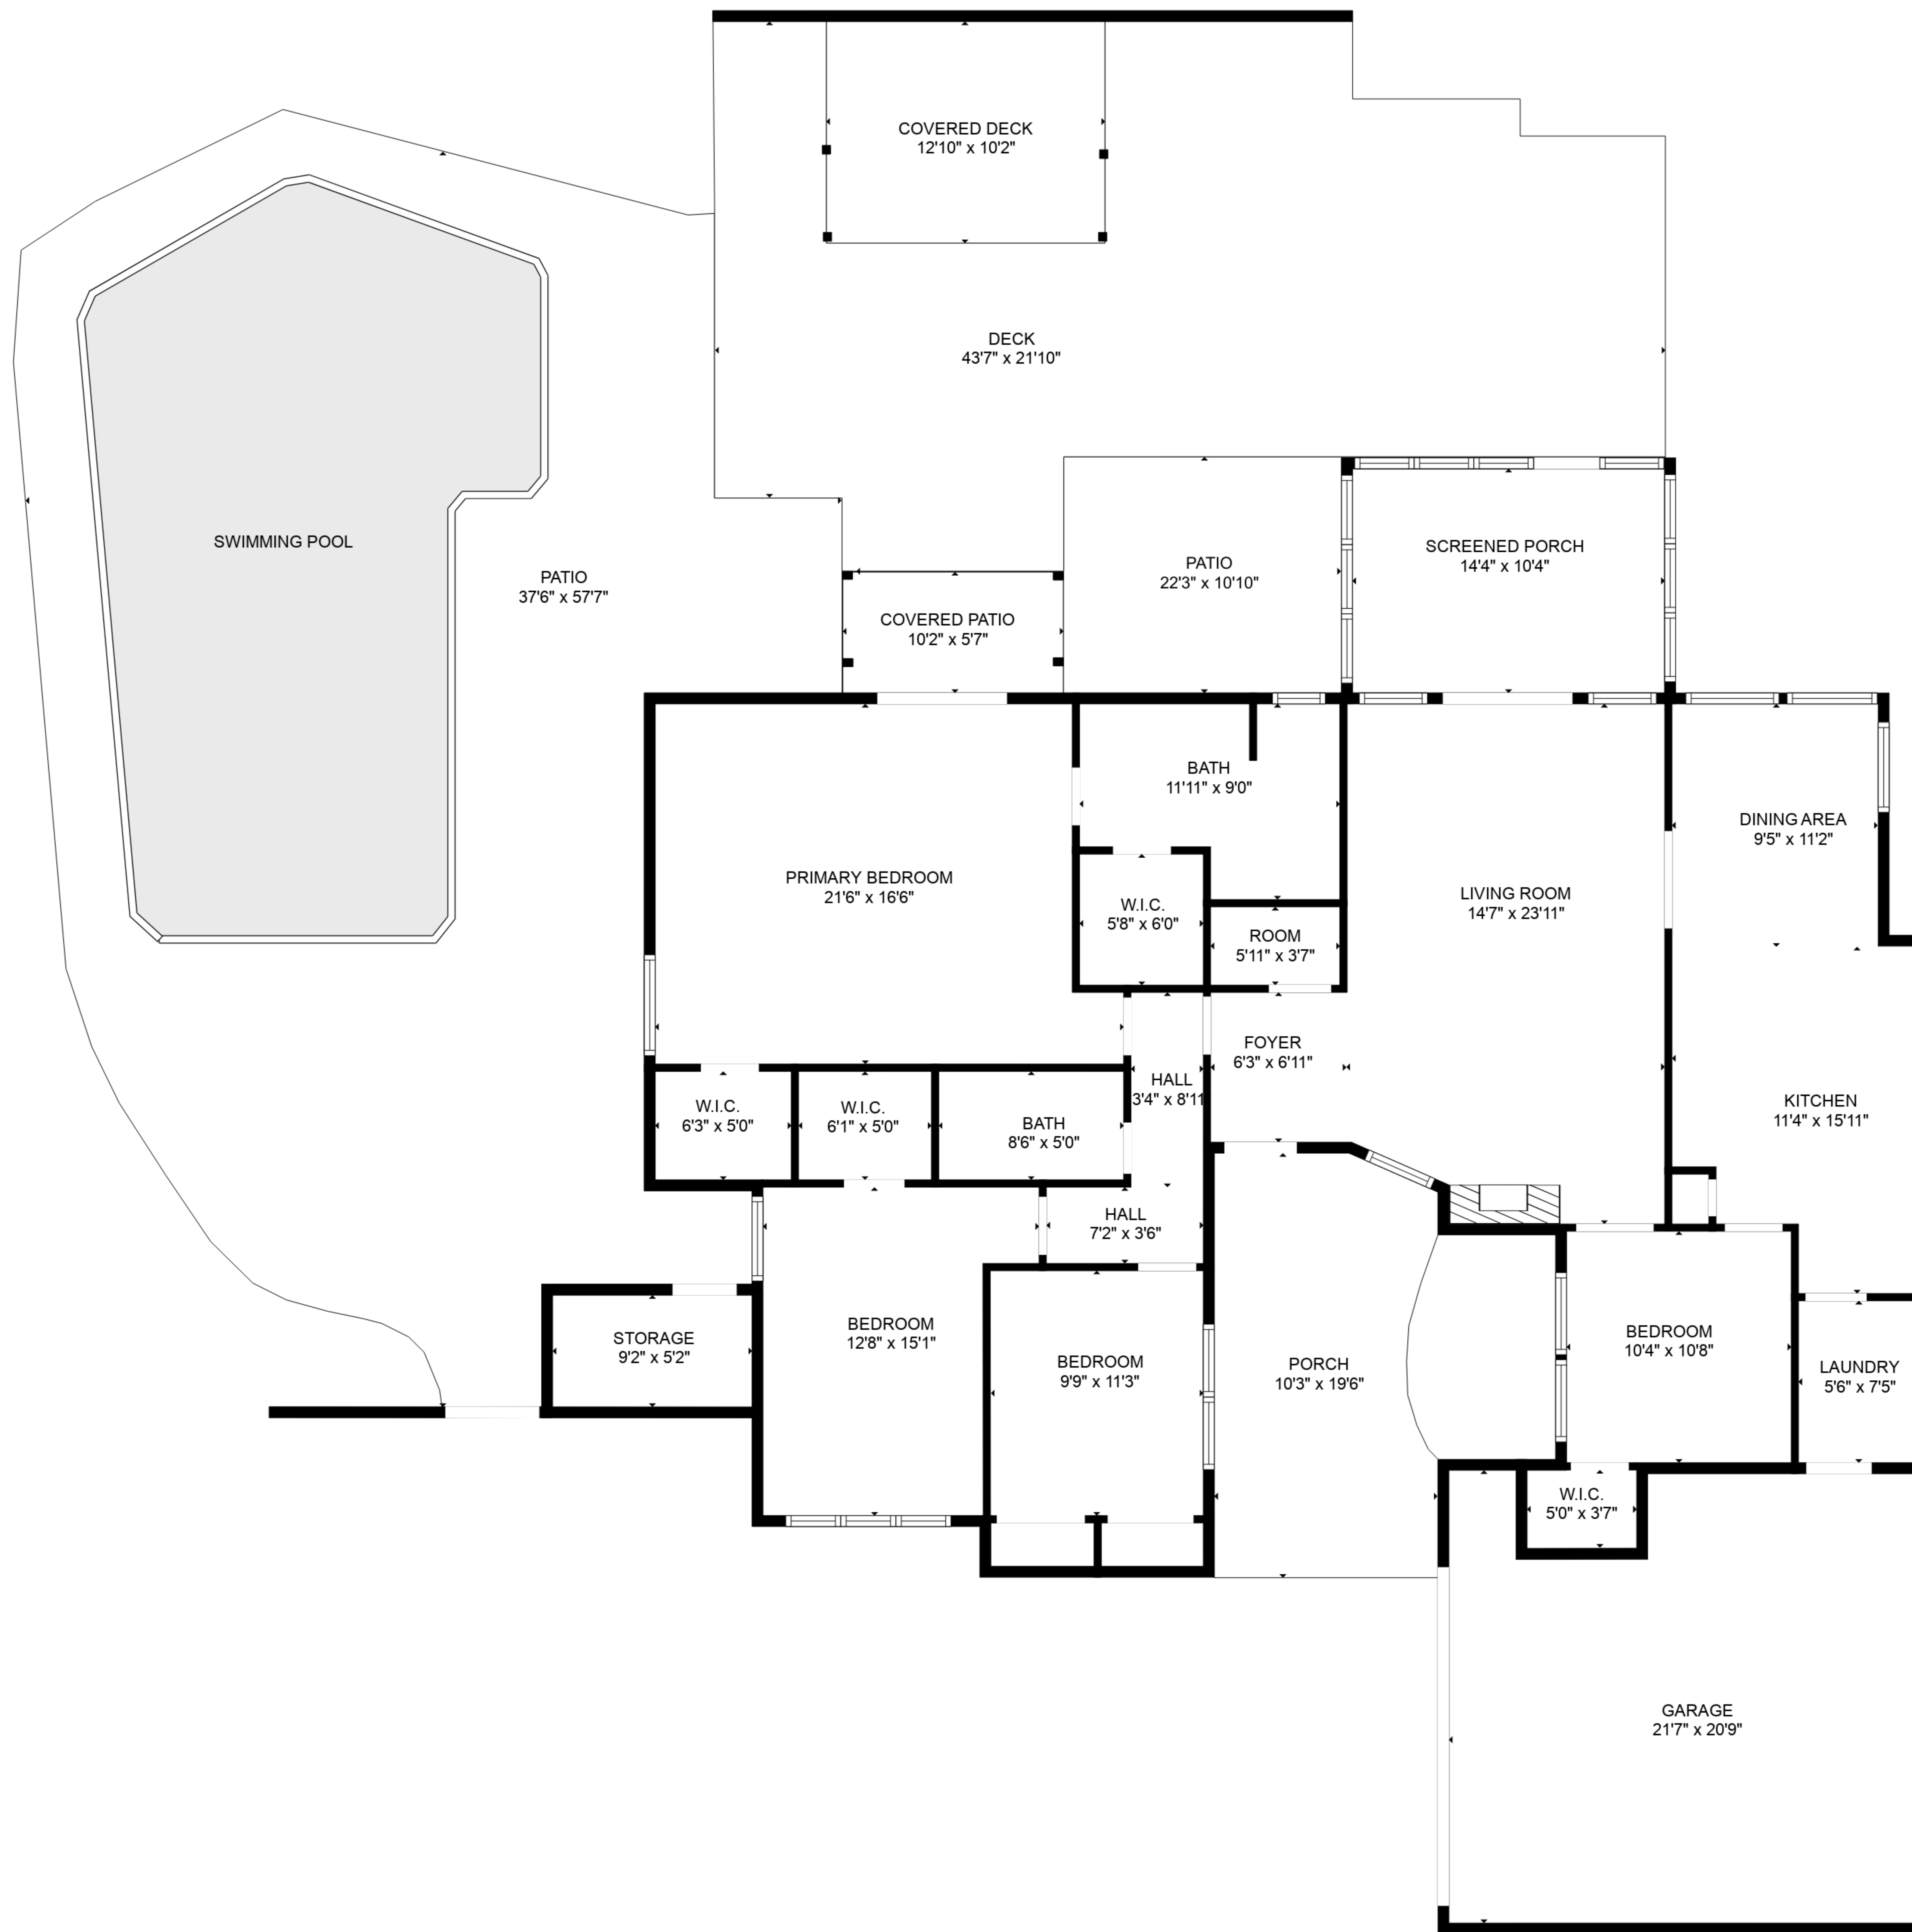 COVERED DECK
12'10" x 10'2"
DECK
43'7" x 21'10"
SWIMMING POOL
PATIO
37'6" x 57'7"
COVERED PATIO
10'2" x 5'7"
PATIO
22'3" x 10'10"
SCREENED PORCH
14'4" x 10'4"
BATH
11'11" x 9'0"
DINING AREA
9'5" x 11'2"
PRIMARY BEDROOM
21'6" x 16'6"
W.I.C.
5'8" x 6'0"
LIVING ROOM
14'7" x 23'11"
ROOM
5'11" x 3'7"
FOYER
6'3" x 6'11"
HALL
3'4" x 8'11
W.I.C.
6'3" x 5'0"
W.I.C.
6'1" x 5'0"
BATH
8'6" x 5'0"
KITCHEN
11'4" x 15'11"
HALL
7'2" x 3'6"
STORAGE
9'2" x 5'2"
BEDROOM
12'8" x 15'1"
BEDROOM
9'9" x 11'3"
PORCH
10'3" x 19'6"
BEDROOM
10'4" x 10'8"
LAUNDRY
5'6" x 7'5"
W.I.C.
5'0" x 3'7"
GARAGE
21'7" x 20'9"